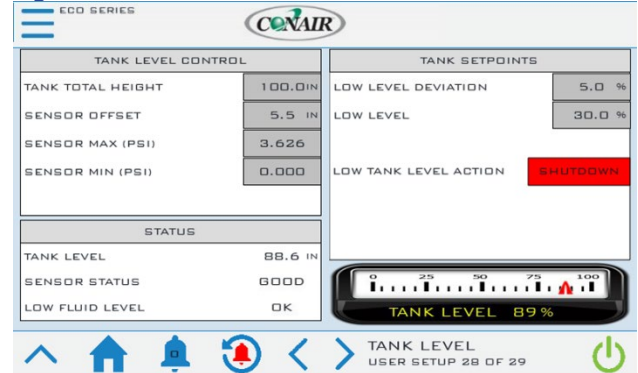 ECO SERIES
CONAIR
TANK LEVEL CONTROL
TANK TOTAL HEIGHT 100.0 IN
SENSOR OFFSET 5.5 IN
SENSOR MAX (PSI) 3.626
SENSOR MIN (PSI) 0.000
TANK SETPOINTS
LOW LEVEL DEVIATION 5.0 %
LOW LEVEL 30.0 %
LOW TANK LEVEL ACTION SHUTDOWN
STATUS
TANK LEVEL 88.6 IN
SENSOR STATUS GOOD
LOW FLUID LEVEL OK
0 25 50 75 100
TANK LEVEL 89%
0
TANK LEVEL
USER SETUP 28 OF 29